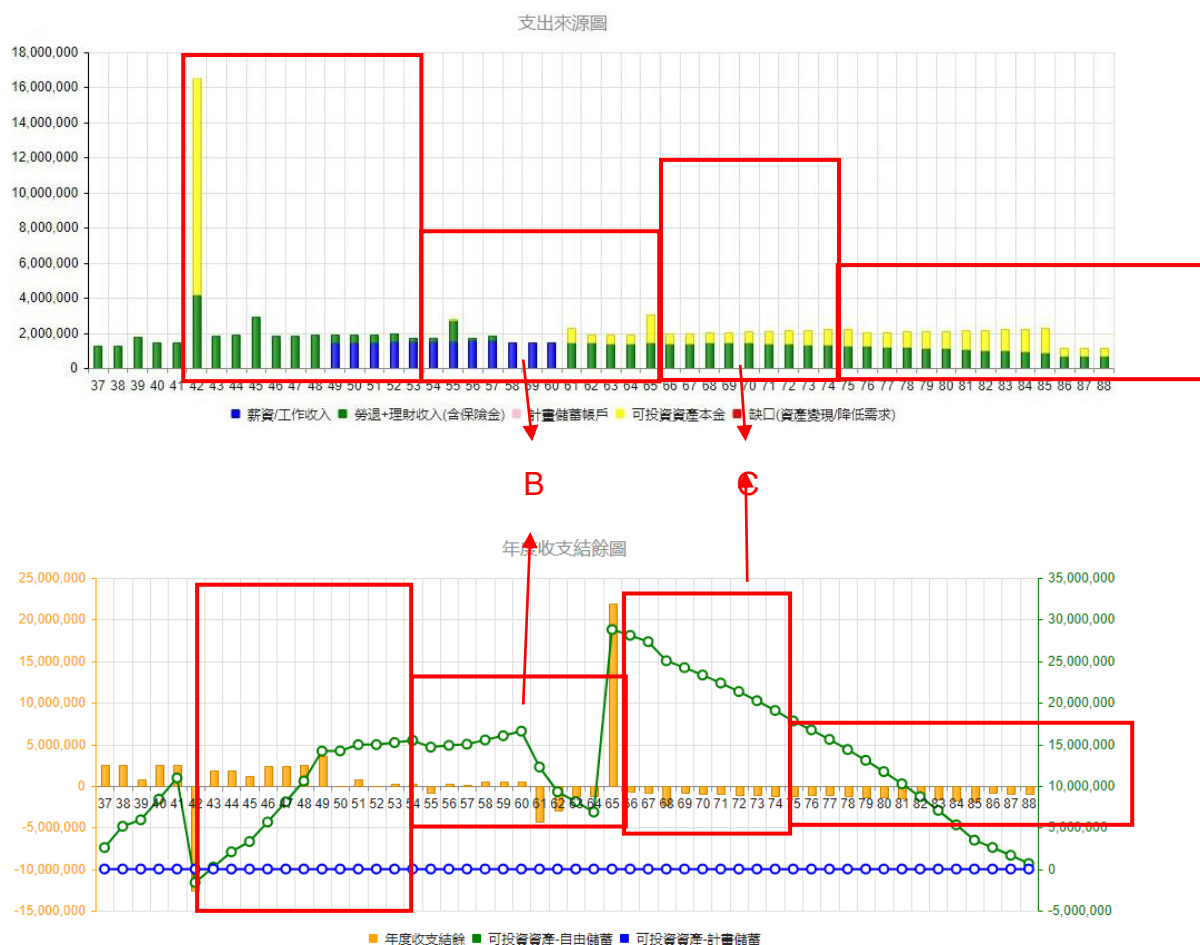 支出來源圖
18,000,000
16,000,000
14,000,000
12,000,000
10,000,000
8,000,000
6,000,000
4,000,000
2,000,000
0
37 38 39 40 41 42 43 44 45 46 47 48 49 50 51 52 53 54 55 56 57 58 59 60 61 62 63 64 65 66 67 68 69 70 71 72 73 74 75 76 77 78 79 80 81 82 83 84 85 86 87 88
薪資/工作收入 勞退+理財收入(含保險金) 計畫儲蓄帳戶 可投資資產本金 缺口(資產變現/降低需求)
B C
年度收支結餘圖
25,000,000 35,000,000
20,000,000 30,000,000
15,000,000 25,000,000
10,000,000 20,000,000
5,000,000 15,000,000
0 10,000,000
37 38 39 40 41 42 43 44 45 46 47 48 49 50 51 52 53 54 55 56 57 58 59 60 61 62 63 64 65 66 67 68 69 70 71 72 73 74 75 76 77 78 79 80 81 82 83 84 85 86 87 88
-5,000,000 5,000,000
-10,000,000 0
-15,000,000 -5,000,000
年度收支結餘 可投資資產-自由儲蓄 可投資資產-計畫儲蓄